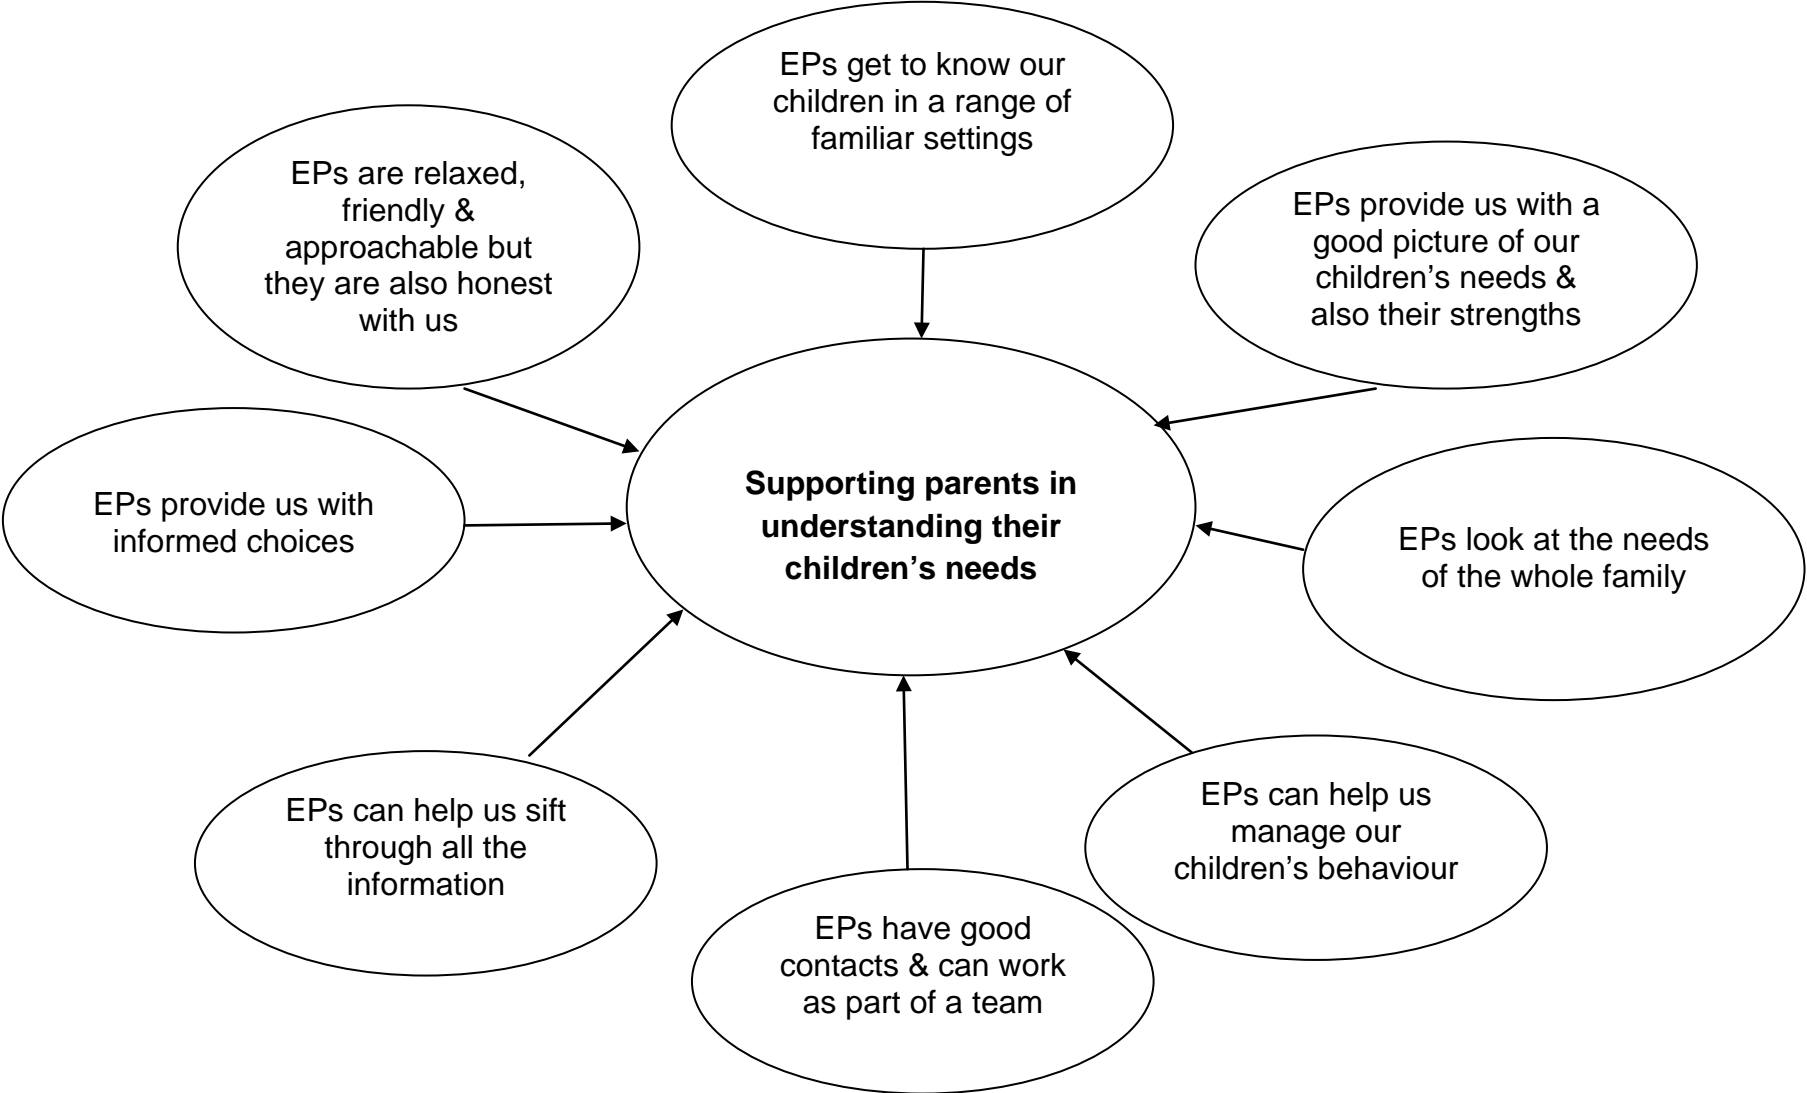 EPs get to know our
children in a range of
familiar settings
EPs are relaxed,
friendly &
approachable but
they are also honest
with us
EPs provide us with a
good picture of our
children’s needs &
also their strengths
EPs provide us with
informed choices
Supporting parents in
understanding their
children’s needs
EPs look at the needs
of the whole family
EPs can help us sift
through all the
information
EPs can help us
manage our
children’s behaviour
EPs have good
contacts & can work
as part of a team